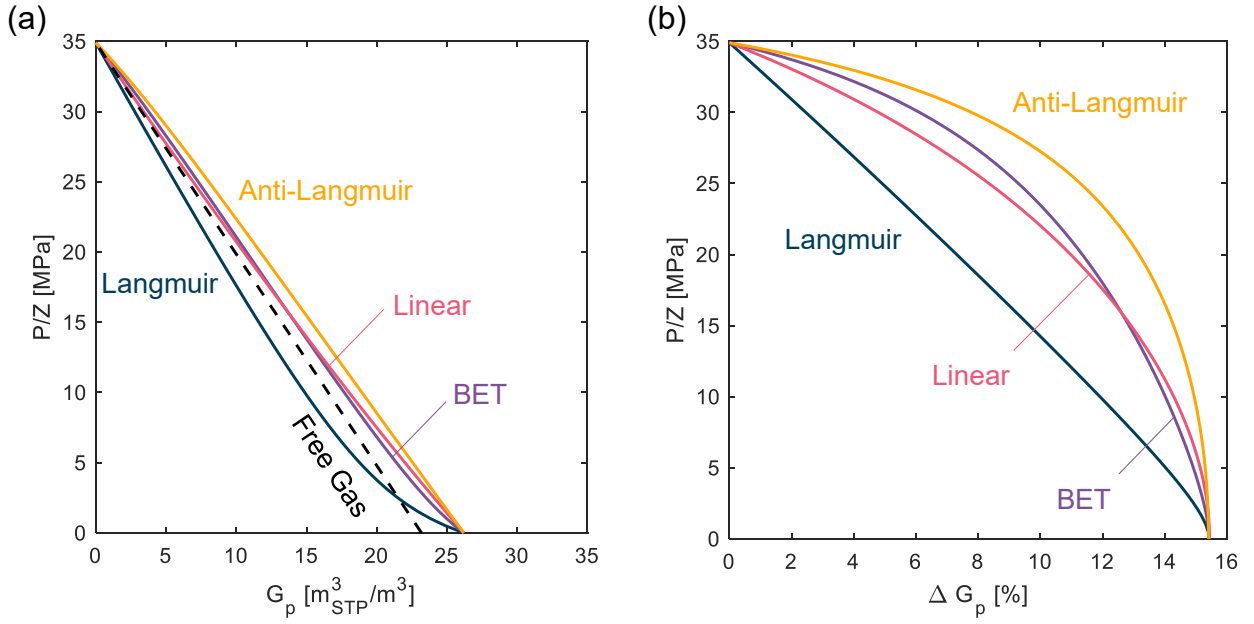 (a)
35
30
25
20
15
10
5
0
P/Z [MPa]
Anti-Langmuir
Langmuir
Linear
BET
Free Gas
0 5 10 15 20 25 30 35
G_p [m^3_STP/m^3]
(b)
35
30
25
20
15
10
5
0
P/Z [MPa]
Anti-Langmuir
Langmuir
Linear
BET
0 2 4 6 8 10 12 14 16
Δ G_p [%]